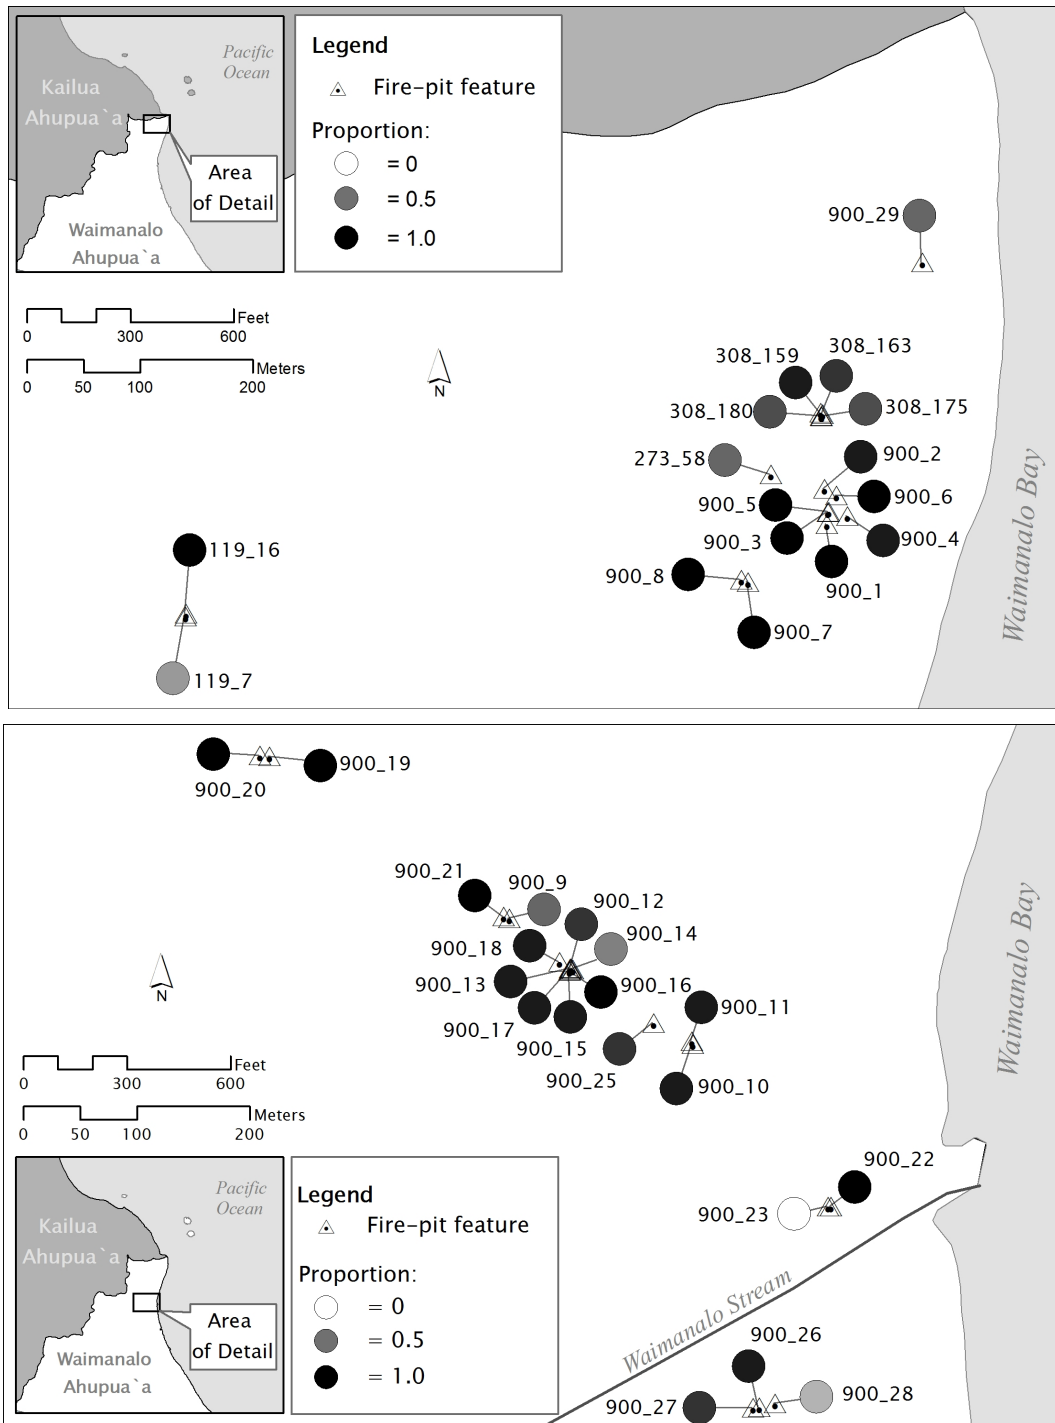 Pacific
Ocean
Kailua
Ahupua`a
Area
of Detail
Waimanalo
Ahupua`a
Legend
Fire-pit feature
Proportion:
= 0
= 0.5
= 1.0
Feet
0 300 600
Meters
0 50 100 200
N
900_29
308_159
308_163
308_180
308_175
273_58
900_2
900_5
900_6
900_3
900_4
900_8
900_1
900_7
119_16
119_7
Waimanalo Bay
900_20
900_19
900_21
900_9
900_12
900_18
900_14
900_13
900_16
900_17
900_15
900_11
900_25
900_10
900_22
900_23
Waimanalo Stream
900_26
900_27
900_28
Waimanalo Bay
N
Feet
0 300 600
Meters
0 50 100 200
Pacific
Ocean
Kailua
Ahupua`a
Area
of Detail
Waimanalo
Ahupua`a
Legend
Fire-pit feature
Proportion:
= 0
= 0.5
= 1.0